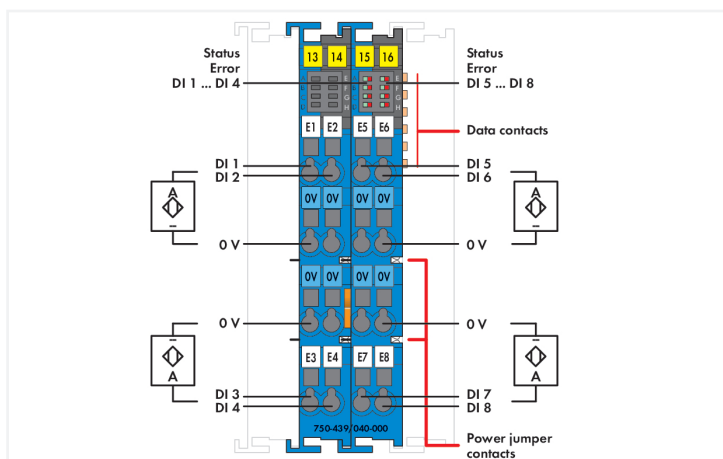 Status
Error
DI 1 ... DI 4
13 14 15 16
Status
Error
DI 5 ... DI 8
E
F
G
H
E1 E2 E5 E6
Data contacts
DI 1
DI 2
DI 5
DI 6
A
A
0V 0V 0V 0V
–
–
0 V
0 V
0V 0V 0V 0V
0 V
0 V
–
–
A
A
E3 E4 E7 E8
DI 3
DI 4
DI 7
DI 8
750-439/040-000
Power jumper
contacts